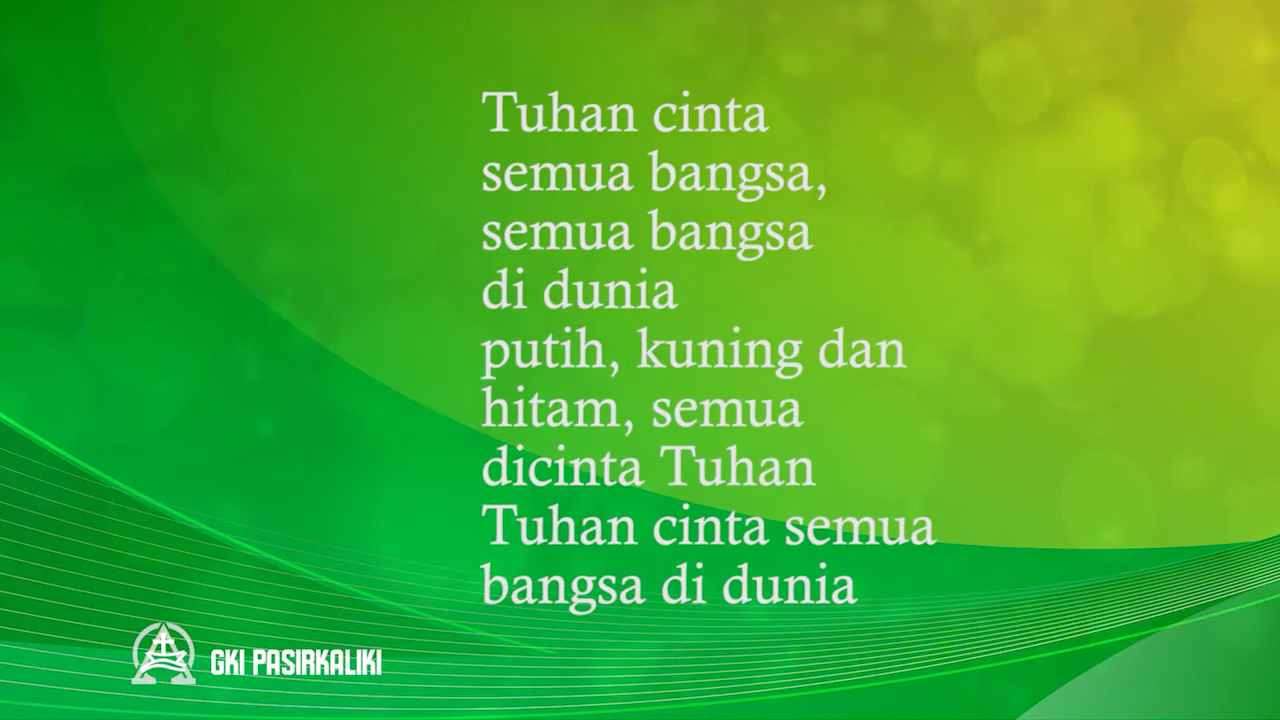 Tuhan cinta
semua bangsa,
semua bangsa
di dunia
putih, kuning dan
hitam, semua
dicinta Tuhan
Tuhan cinta semua
bangsa di dunia
GKI PASIRKALIKI